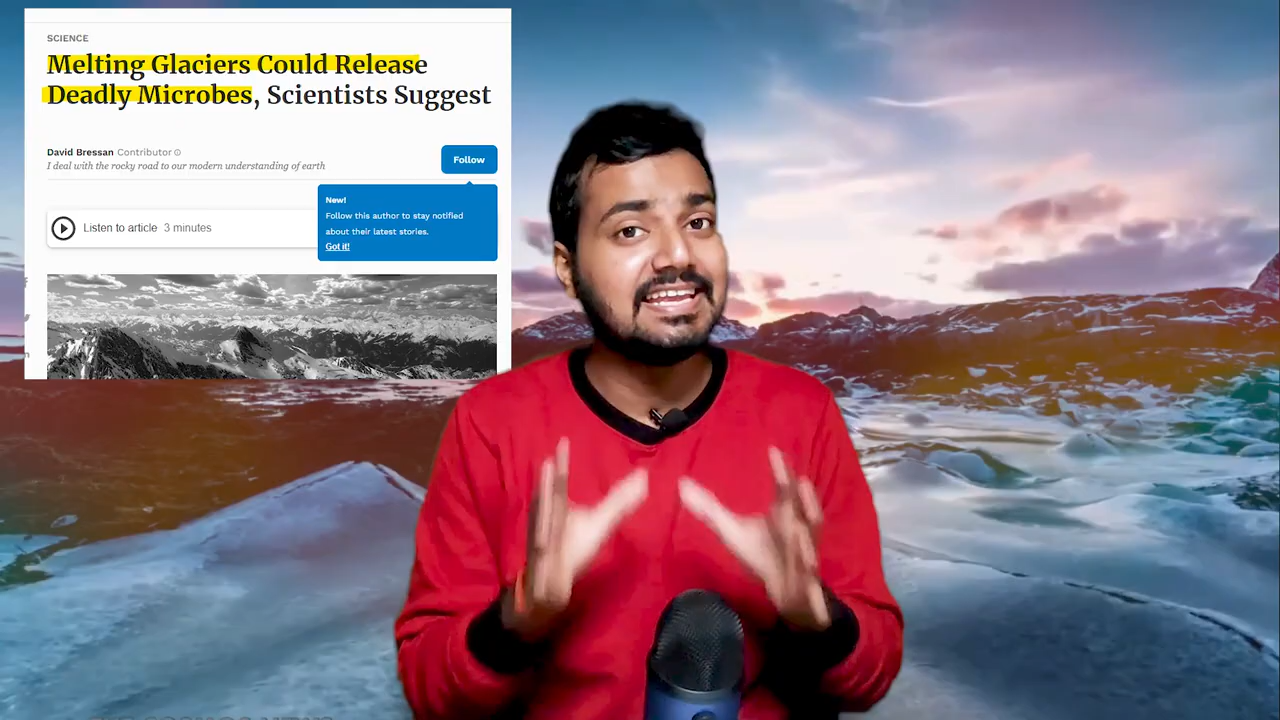 SCIENCE
Melting Glaciers Could Release
Deadly Microbes, Scientists Suggest
David Bressan Contributor
I deal with the rocky road to our modern understanding of earth
Follow
New!
Follow this author to stay notified
about their latest stories.
Got it!
Listen to article 3 minutes